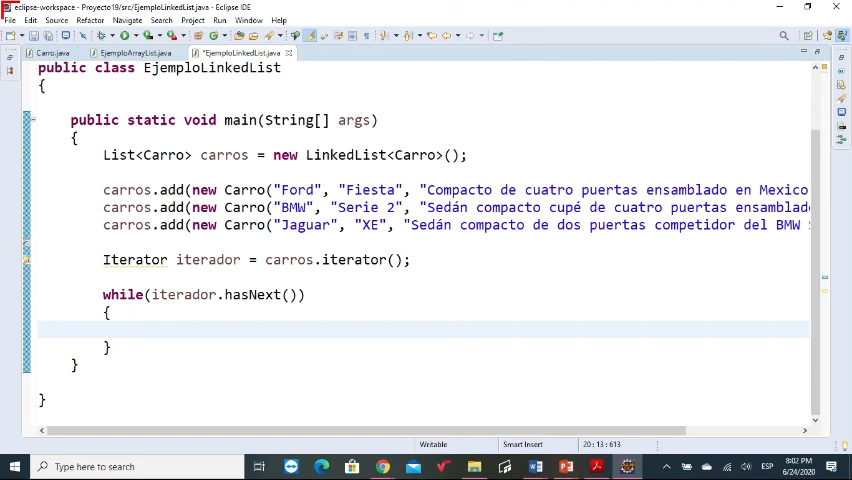 eclipse-workspace - Proyecto19/src/EjemploLinkedList.java - Eclipse IDE
File Edit Source Refactor Navigate Search Project Run Window Help
Carro.java EjemploArrayList.java *EjemploLinkedList.java
public class EjemploLinkedList
{
public static void main(String[] args)
{
List<Carro> carros = new LinkedList<Carro>();
carros.add(new Carro("Ford", "Fiesta", "Compacto de cuatro puertas ensamblado en Mexico
carros.add(new Carro("BMW", "Serie 2", "Sedán compacto cupé de cuatro puertas ensamblado
carros.add(new Carro("Jaguar", "XE", "Sedán compacto de dos puertas competidor del BMW S
Iterator iterador = carros.iterator();
while(iterador.hasNext())
{
}
}
}
Writable Smart Insert 20 : 13 : 613
Type here to search
ESP
8:02 PM
6/24/2020